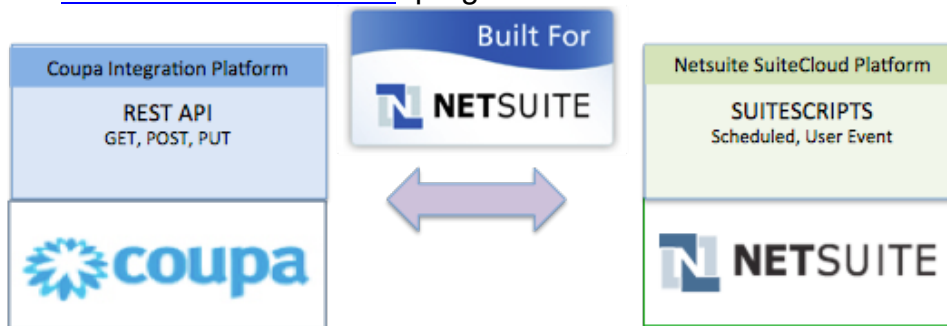 Built For
NETSUITE
Coupa Integration Platform
REST API
GET, POST, PUT
coupa
Netsuite SuiteCloud Platform
SUITESCRIPTS
Scheduled, User Event
NETSUITE